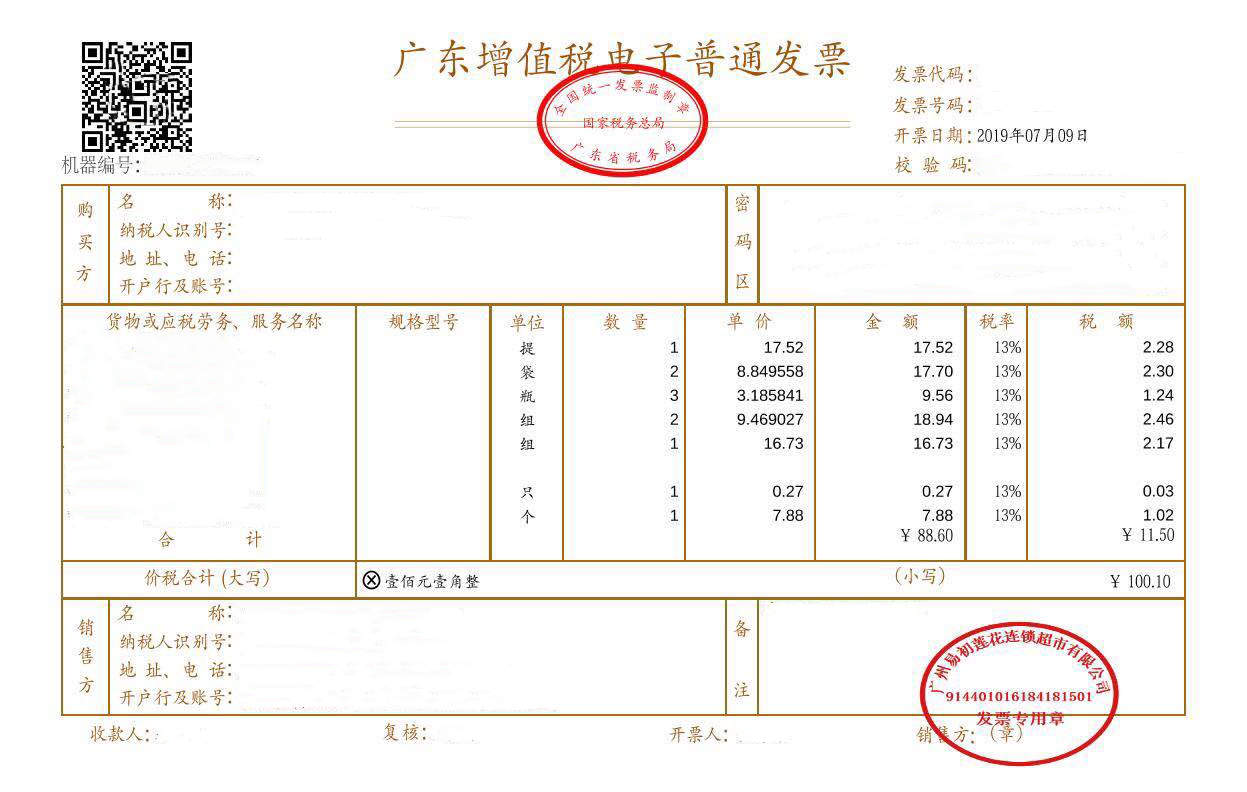 广东增值税电子普通发票
全国统一发票监制章
国家税务总局
广东省税务局
发票代码：
发票号码：
开票日期：2019年07月09日
校 验 码：
机器编号：
购买方
名 称：
纳税人识别号：
地 址、电 话：
开户行及账号：
密码区
货物或应税劳务、服务名称 规格型号 单位 数 量 单 价 金 额 税率 税 额
提 1 17.52 17.52 13% 2.28
袋 2 8.849558 17.70 13% 2.30
瓶 3 3.185841 9.56 13% 1.24
组 2 9.469027 18.94 13% 2.46
组 1 16.73 16.73 13% 2.17
只 1 0.27 0.27 13% 0.03
个 1 7.88 7.88 13% 1.02
合 计 ¥ 88.60 ¥ 11.50
价税合计 (大写) ⊗壹佰元壹角整 (小写) ¥ 100.10
销售方
名 称：
纳税人识别号：
地 址、电 话：
开户行及账号：
备注
广州易初莲花连锁超市有限公司
914401016184181501
发票专用章
收款人： 复核： 开票人： 销售方：（章）